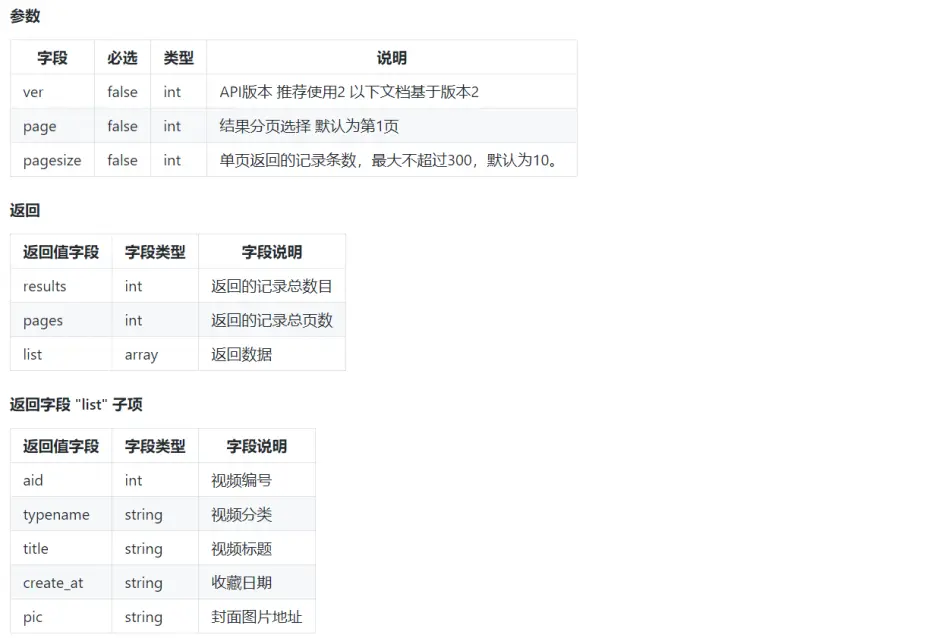 参数
字段 必选 类型 说明
ver false int API版本 推荐使用2 以下文档基于版本2
page false int 结果分页选择 默认为第1页
pagesize false int 单页返回的记录条数，最大不超过300，默认为10。
返回
返回值字段 字段类型 字段说明
results int 返回的记录总数目
pages int 返回的记录总页数
list array 返回数据
返回字段 "list" 子项
返回值字段 字段类型 字段说明
aid int 视频编号
typename string 视频分类
title string 视频标题
create_at string 收藏日期
pic string 封面图片地址